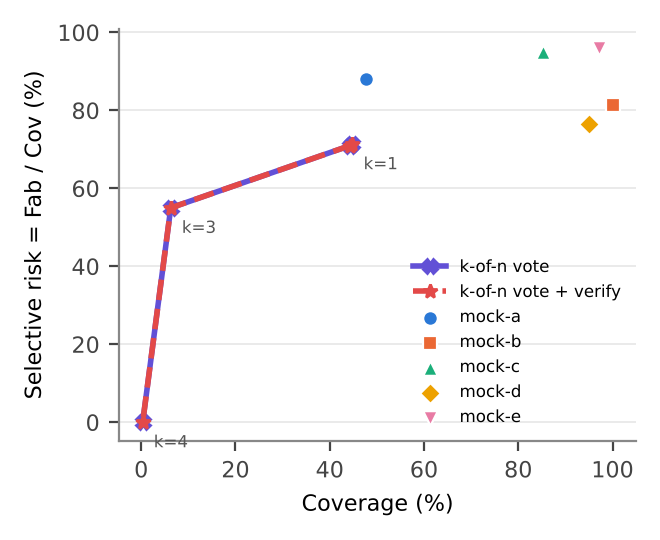 100
80
60
40
20
0
Selective risk = Fab / Cov (%)
k=1
k=3
k=4
k-of-n vote
k-of-n vote + verify
mock-a
mock-b
mock-c
mock-d
mock-e
0 20 40 60 80 100
Coverage (%)